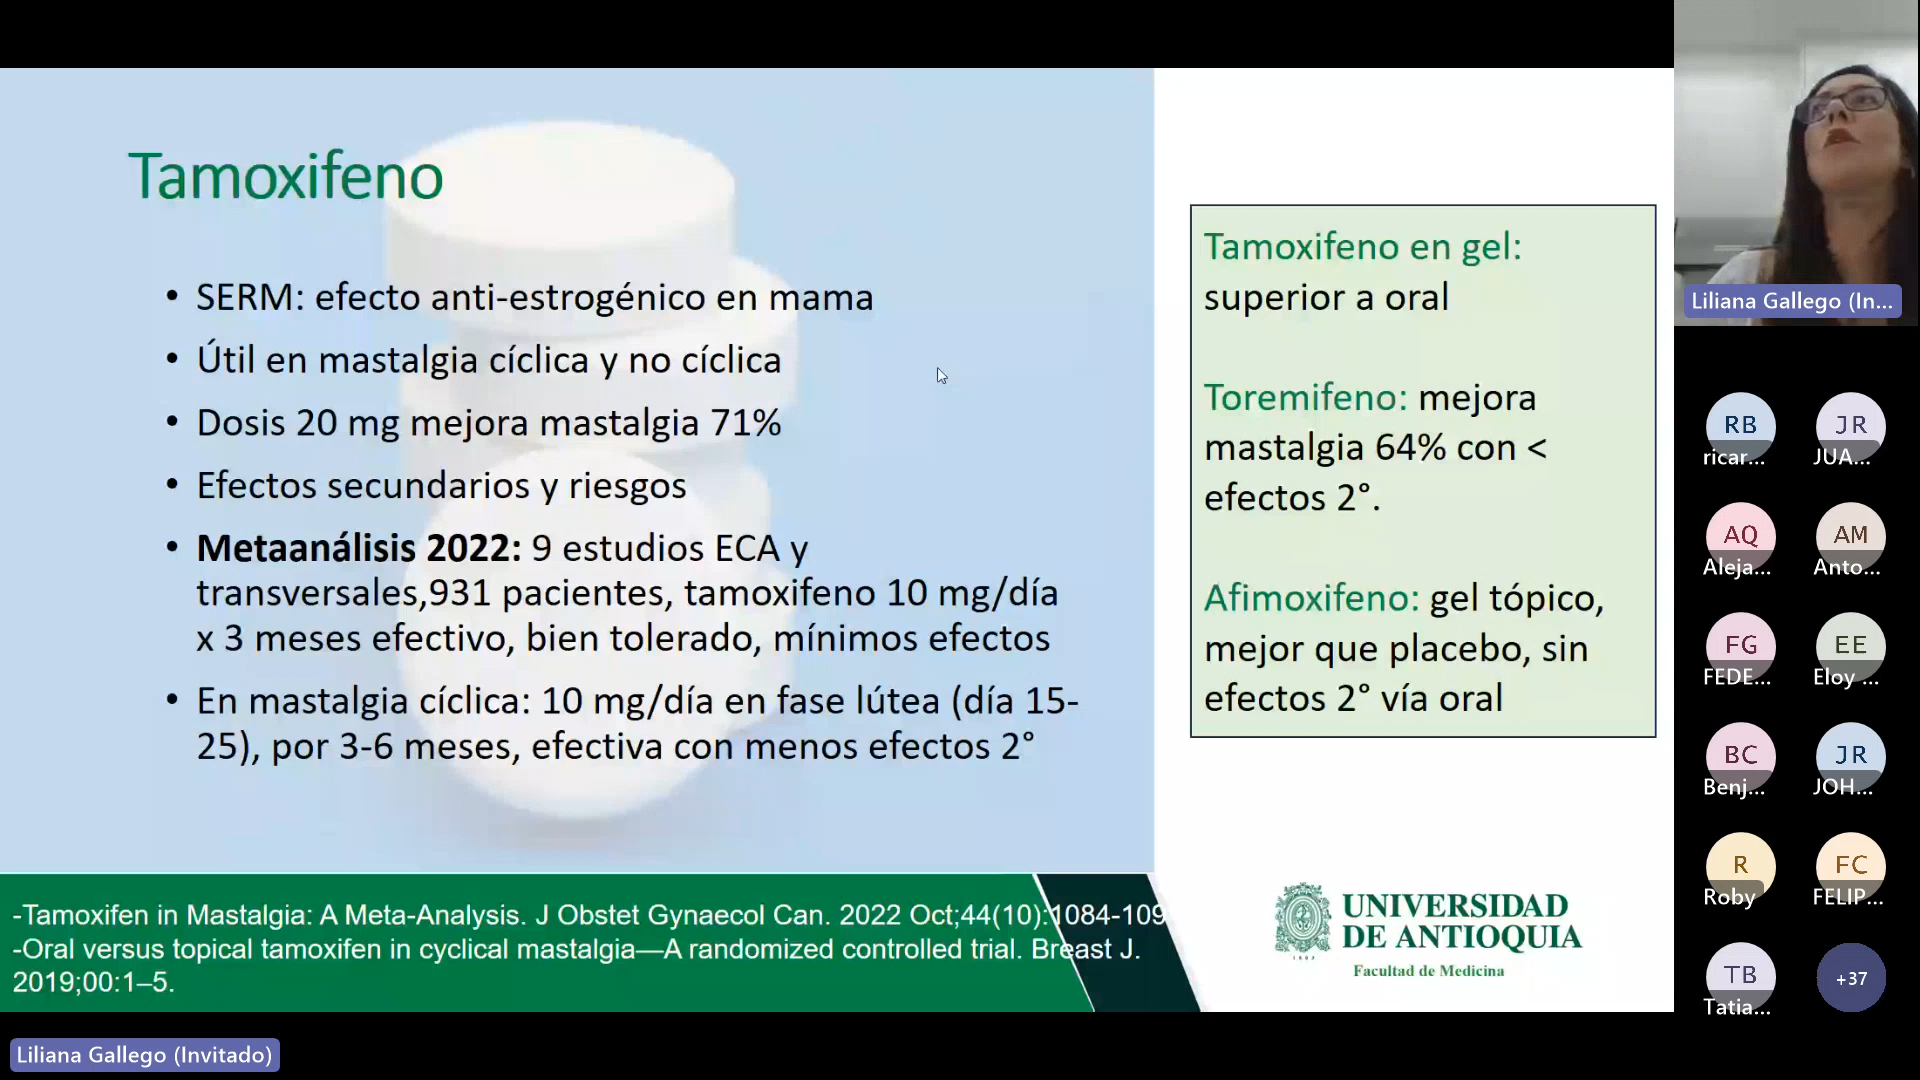 Tamoxifeno
• SERM: efecto anti-estrogénico en mama
• Útil en mastalgia cíclica y no cíclica
• Dosis 20 mg mejora mastalgia 71%
• Efectos secundarios y riesgos
• Metaanálisis 2022: 9 estudios ECA y
transversales,931 pacientes, tamoxifeno 10 mg/día
x 3 meses efectivo, bien tolerado, mínimos efectos
• En mastalgia cíclica: 10 mg/día en fase lútea (día 15-
25), por 3-6 meses, efectiva con menos efectos 2°
Tamoxifeno en gel:
superior a oral
Toremifeno: mejora
mastalgia 64% con <
efectos 2°.
Afimoxifeno: gel tópico,
mejor que placebo, sin
efectos 2° vía oral
-Tamoxifen in Mastalgia: A Meta-Analysis. J Obstet Gynaecol Can. 2022 Oct;44(10):1084-109
-Oral versus topical tamoxifen in cyclical mastalgia—A randomized controlled trial. Breast J.
2019;00:1–5.
UNIVERSIDAD
DE ANTIOQUIA
Facultad de Medicina
Liliana Gallego (In...
RB
ricar...
JR
JUA...
AQ
Aleja...
AM
Anto...
FG
FEDE...
EE
Eloy ...
BC
Benj...
JR
JOH...
R
Roby
FC
FELIP...
TB
Tatia...
+37
Liliana Gallego (Invitado)